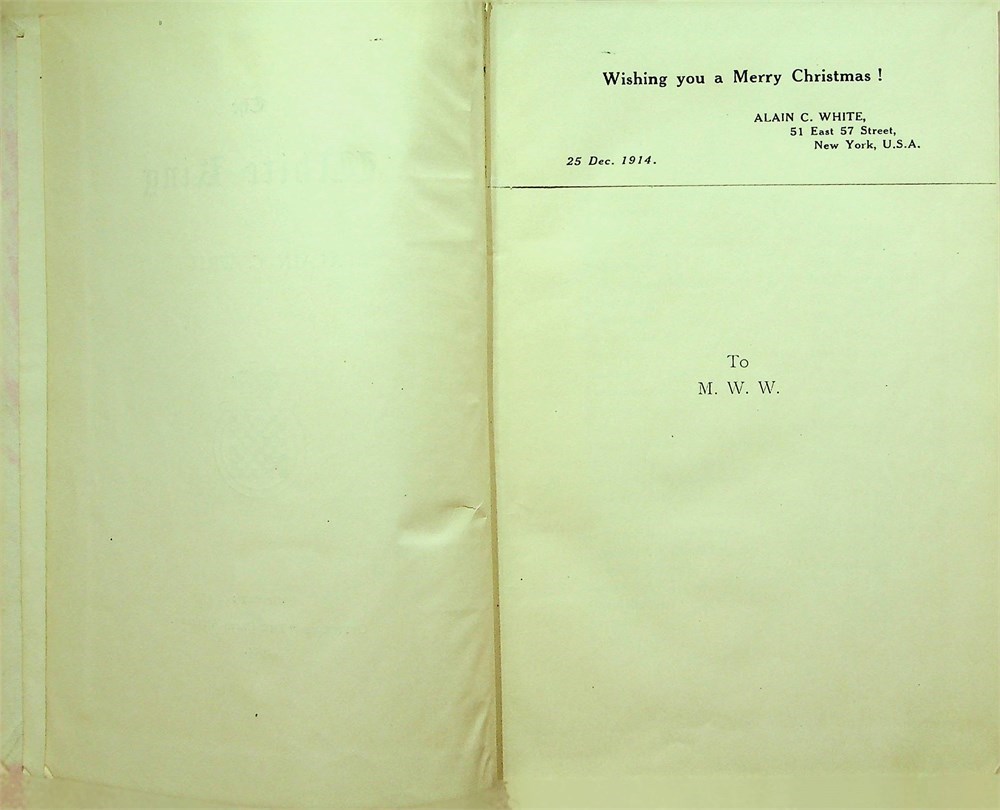 Wishing you a Merry Christmas !
ALAIN C. WHITE,
51 East 57 Street,
New York, U.S.A.
25 Dec. 1914.
To
M. W. W.